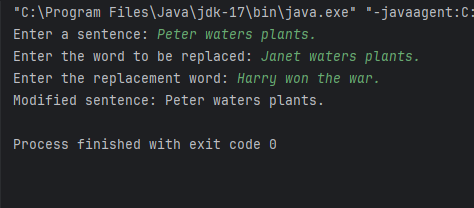 "C:\Program Files\Java\jdk-17\bin\java.exe" "-javaagent:C:
Enter a sentence: Peter waters plants.
Enter the word to be replaced: Janet waters plants.
Enter the replacement word: Harry won the war.
Modified sentence: Peter waters plants.
Process finished with exit code 0